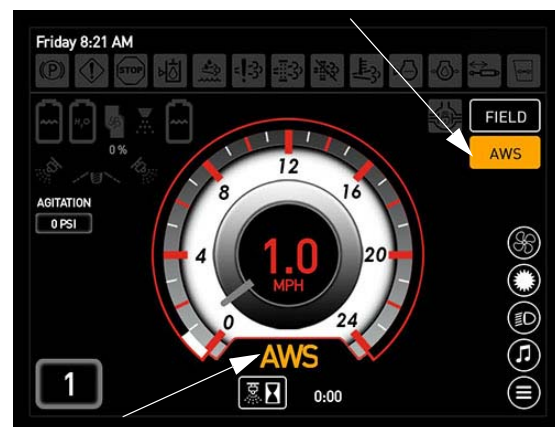 Friday 8:21 AM
(P)
STOP
H₂O
FIELD
0 %
AWS
AGITATION
0 PSI
12
8
16
4
20
1.0
MPH
0
24
AWS
1
0:00